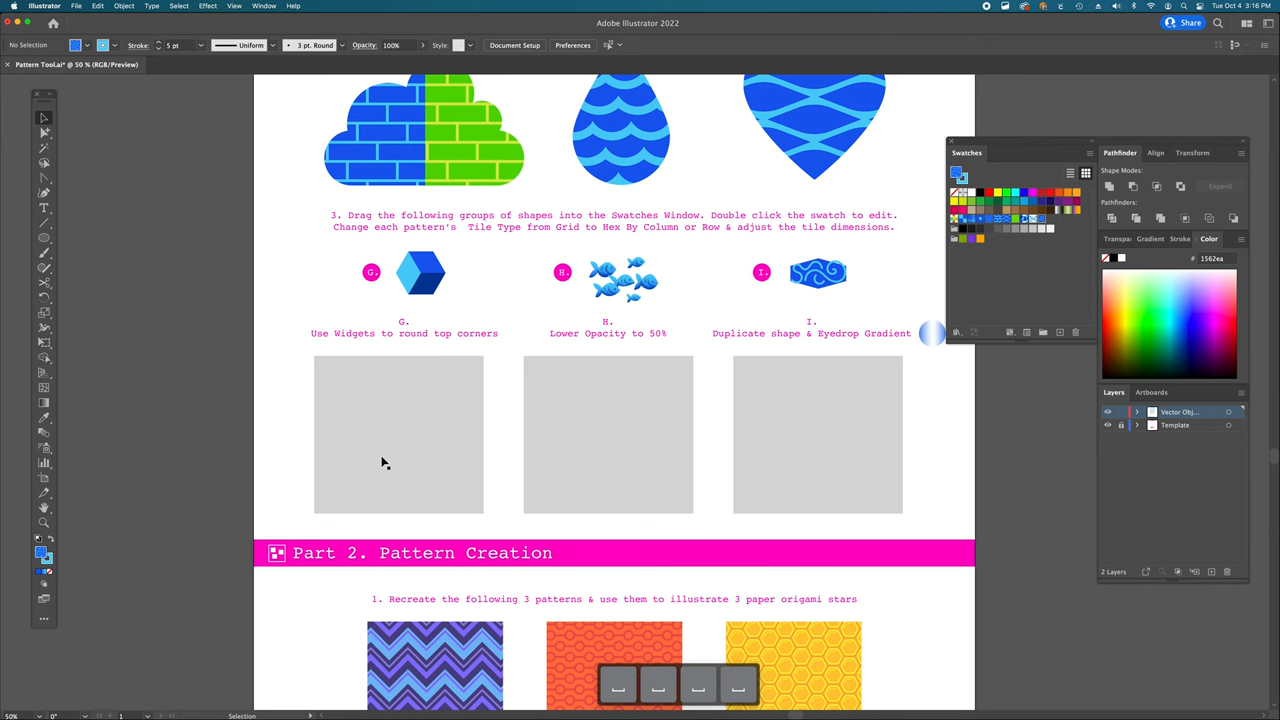 Illustrator File Edit Object Type Select Effect View Window Help
Tue Oct 4 3:16 PM
Adobe Illustrator 2022
Share
No Selection
Stroke: 5 pt
Uniform
3 pt. Round
Opacity: 100%
Style:
Document Setup
Preferences
Pattern Tool.ai* @ 50 % (RGB/Preview)
Swatches
Pathfinder Align Transform
Shape Modes:
Expand
Pathfinders:
3. Drag the following groups of shapes into the Swatches Window. Double click the swatch to edit.
Change each pattern's Tile Type from Grid to Hex By Column or Row & adjust the tile dimensions.
Transpa Gradient Stroke Color
# 1562ea
G.
H.
I.
G.
Use Widgets to round top corners
H.
Lower Opacity to 50%
I.
Duplicate shape & Eyedrop Gradient
Layers Artboards
Vector Obj...
Template
2 Layers
Part 2. Pattern Creation
1. Recreate the following 3 patterns & use them to illustrate 3 paper origami stars
50%
0°
1
Selection